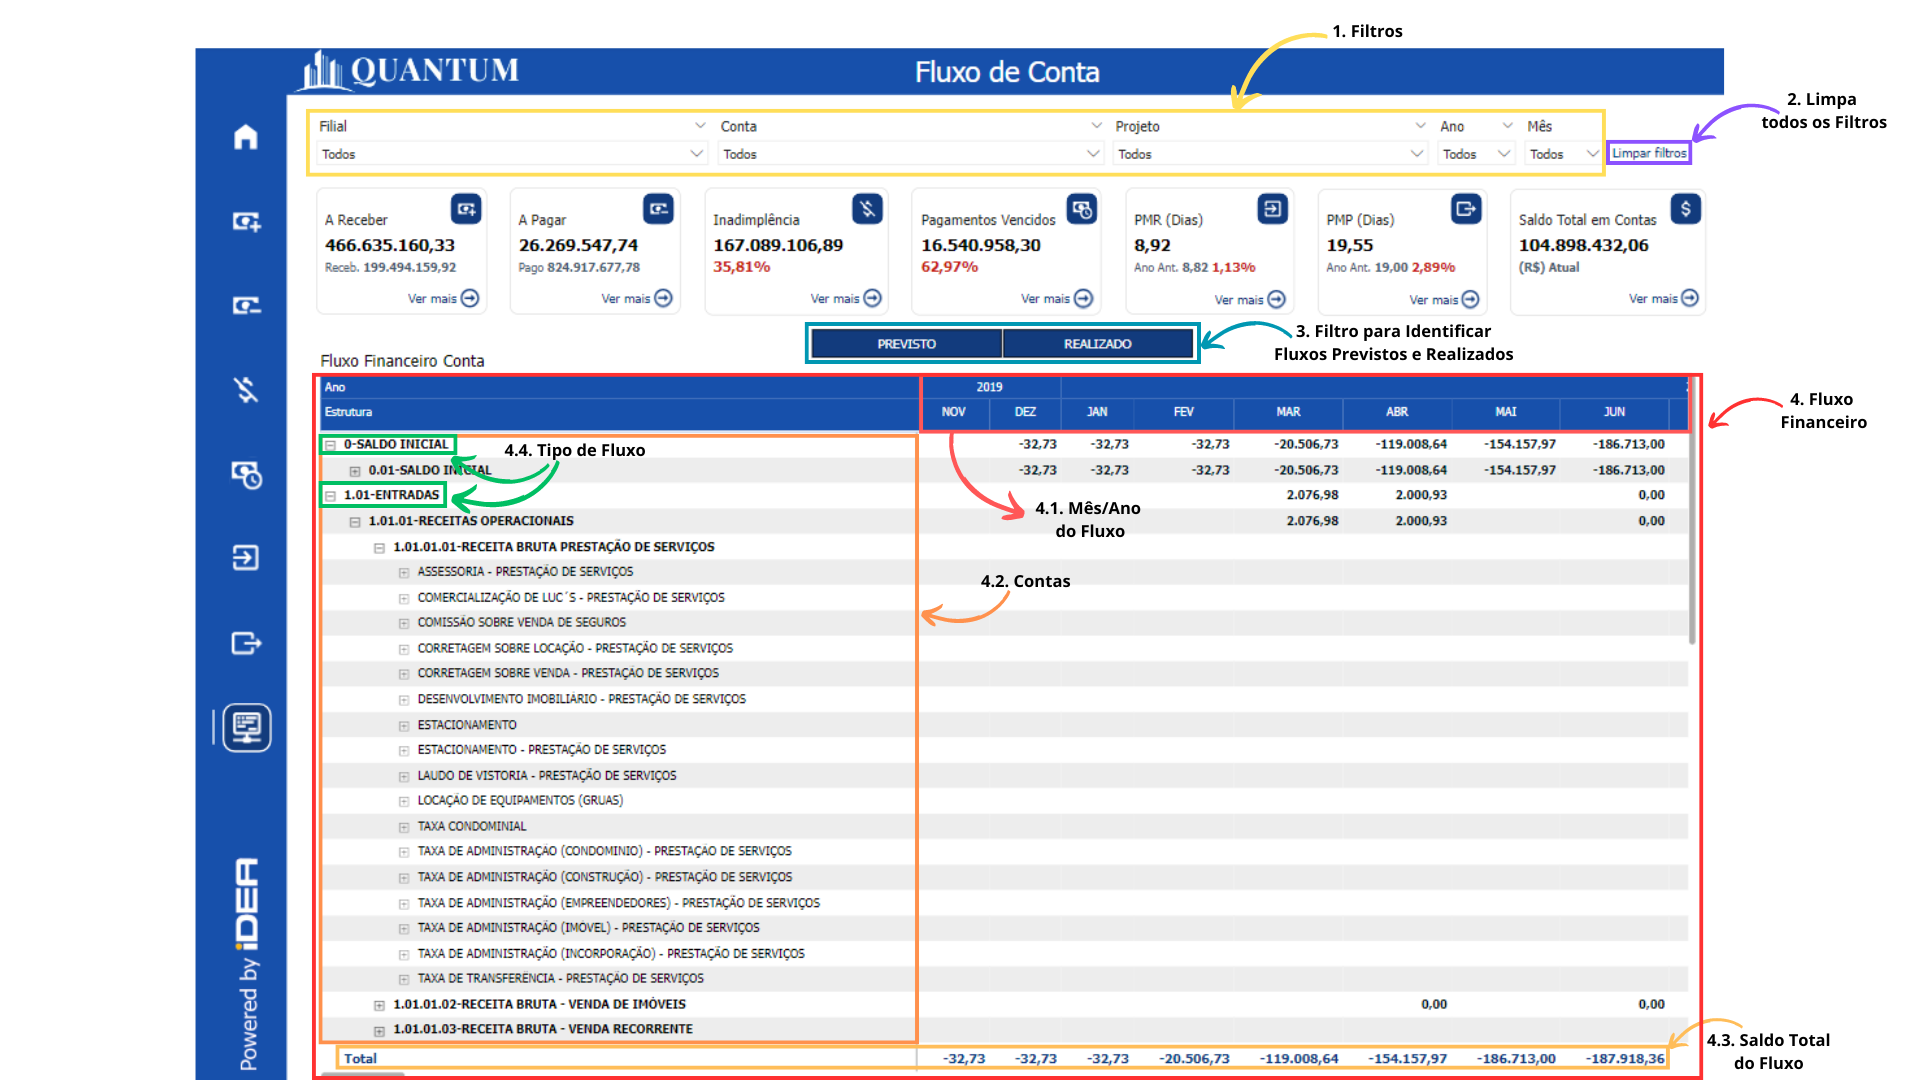 1. Filtros
QUANTUM
Fluxo de Conta
2. Limpa
todos os Filtros
Filial
Conta
Projeto
Ano
Mês
Todos
Todos
Todos
Todos
Todos
Limpar filtros
A Receber
466.635.160,33
Receb. 199.494.159,92
Ver mais
A Pagar
26.269.547,74
Pago 824.917.677,78
Ver mais
Inadimplência
167.089.106,89
35,81%
Ver mais
Pagamentos Vencidos
16.540.958,30
62,97%
Ver mais
PMR (Dias)
8,92
Ano Ant. 8,82 1,13%
Ver mais
PMP (Dias)
19,55
Ano Ant. 19,00 2,89%
Ver mais
Saldo Total em Contas
104.898.432,06
(R$) Atual
Ver mais
PREVISTO
REALIZADO
3. Filtro para Identificar
Fluxos Previstos e Realizados
Fluxo Financeiro Conta
Ano 2019
Estrutura NOV DEZ JAN FEV MAR ABR MAI JUN
4. Fluxo
Financeiro
0-SALDO INICIAL -32,73 -32,73 -32,73 -20.506,73 -119.008,64 -154.157,97 -186.713,00
4.4. Tipo de Fluxo
0.01-SALDO INICIAL -32,73 -32,73 -32,73 -20.506,73 -119.008,64 -154.157,97 -186.713,00
1.01-ENTRADAS 2.076,98 2.000,93 0,00
4.1. Mês/Ano
do Fluxo
1.01.01-RECEITAS OPERACIONAIS 2.076,98 2.000,93 0,00
1.01.01.01-RECEITA BRUTA PRESTAÇÃO DE SERVIÇOS
ASSESSORIA - PRESTAÇÃO DE SERVIÇOS
4.2. Contas
COMERCIALIZAÇÃO DE LUC´S - PRESTAÇÃO DE SERVIÇOS
COMISSÃO SOBRE VENDA DE SEGUROS
CORRETAGEM SOBRE LOCAÇÃO - PRESTAÇÃO DE SERVIÇOS
CORRETAGEM SOBRE VENDA - PRESTAÇÃO DE SERVIÇOS
DESENVOLVIMENTO IMOBILIÁRIO - PRESTAÇÃO DE SERVIÇOS
ESTACIONAMENTO
ESTACIONAMENTO - PRESTAÇÃO DE SERVIÇOS
LAUDO DE VISTORIA - PRESTAÇÃO DE SERVIÇOS
LOCAÇÃO DE EQUIPAMENTOS (GRUAS)
TAXA CONDOMINIAL
TAXA DE ADMINISTRAÇÃO (CONDOMINIO) - PRESTAÇÃO DE SERVIÇOS
TAXA DE ADMINISTRAÇÃO (CONSTRUÇÃO) - PRESTAÇÃO DE SERVIÇOS
TAXA DE ADMINISTRAÇÃO (EMPREENDEDORES) - PRESTAÇÃO DE SERVIÇOS
TAXA DE ADMINISTRAÇÃO (IMÓVEL) - PRESTAÇÃO DE SERVIÇOS
TAXA DE ADMINISTRAÇÃO (INCORPORAÇÃO) - PRESTAÇÃO DE SERVIÇOS
TAXA DE TRANSFERÊNCIA - PRESTAÇÃO DE SERVIÇOS
1.01.01.02-RECEITA BRUTA - VENDA DE IMÓVEIS 0,00 0,00
1.01.01.03-RECEITA BRUTA - VENDA RECORRENTE
Total -32,73 -32,73 -32,73 -20.506,73 -119.008,64 -154.157,97 -186.713,00 -187.918,36
4.3. Saldo Total
do Fluxo
Powered by iDEA